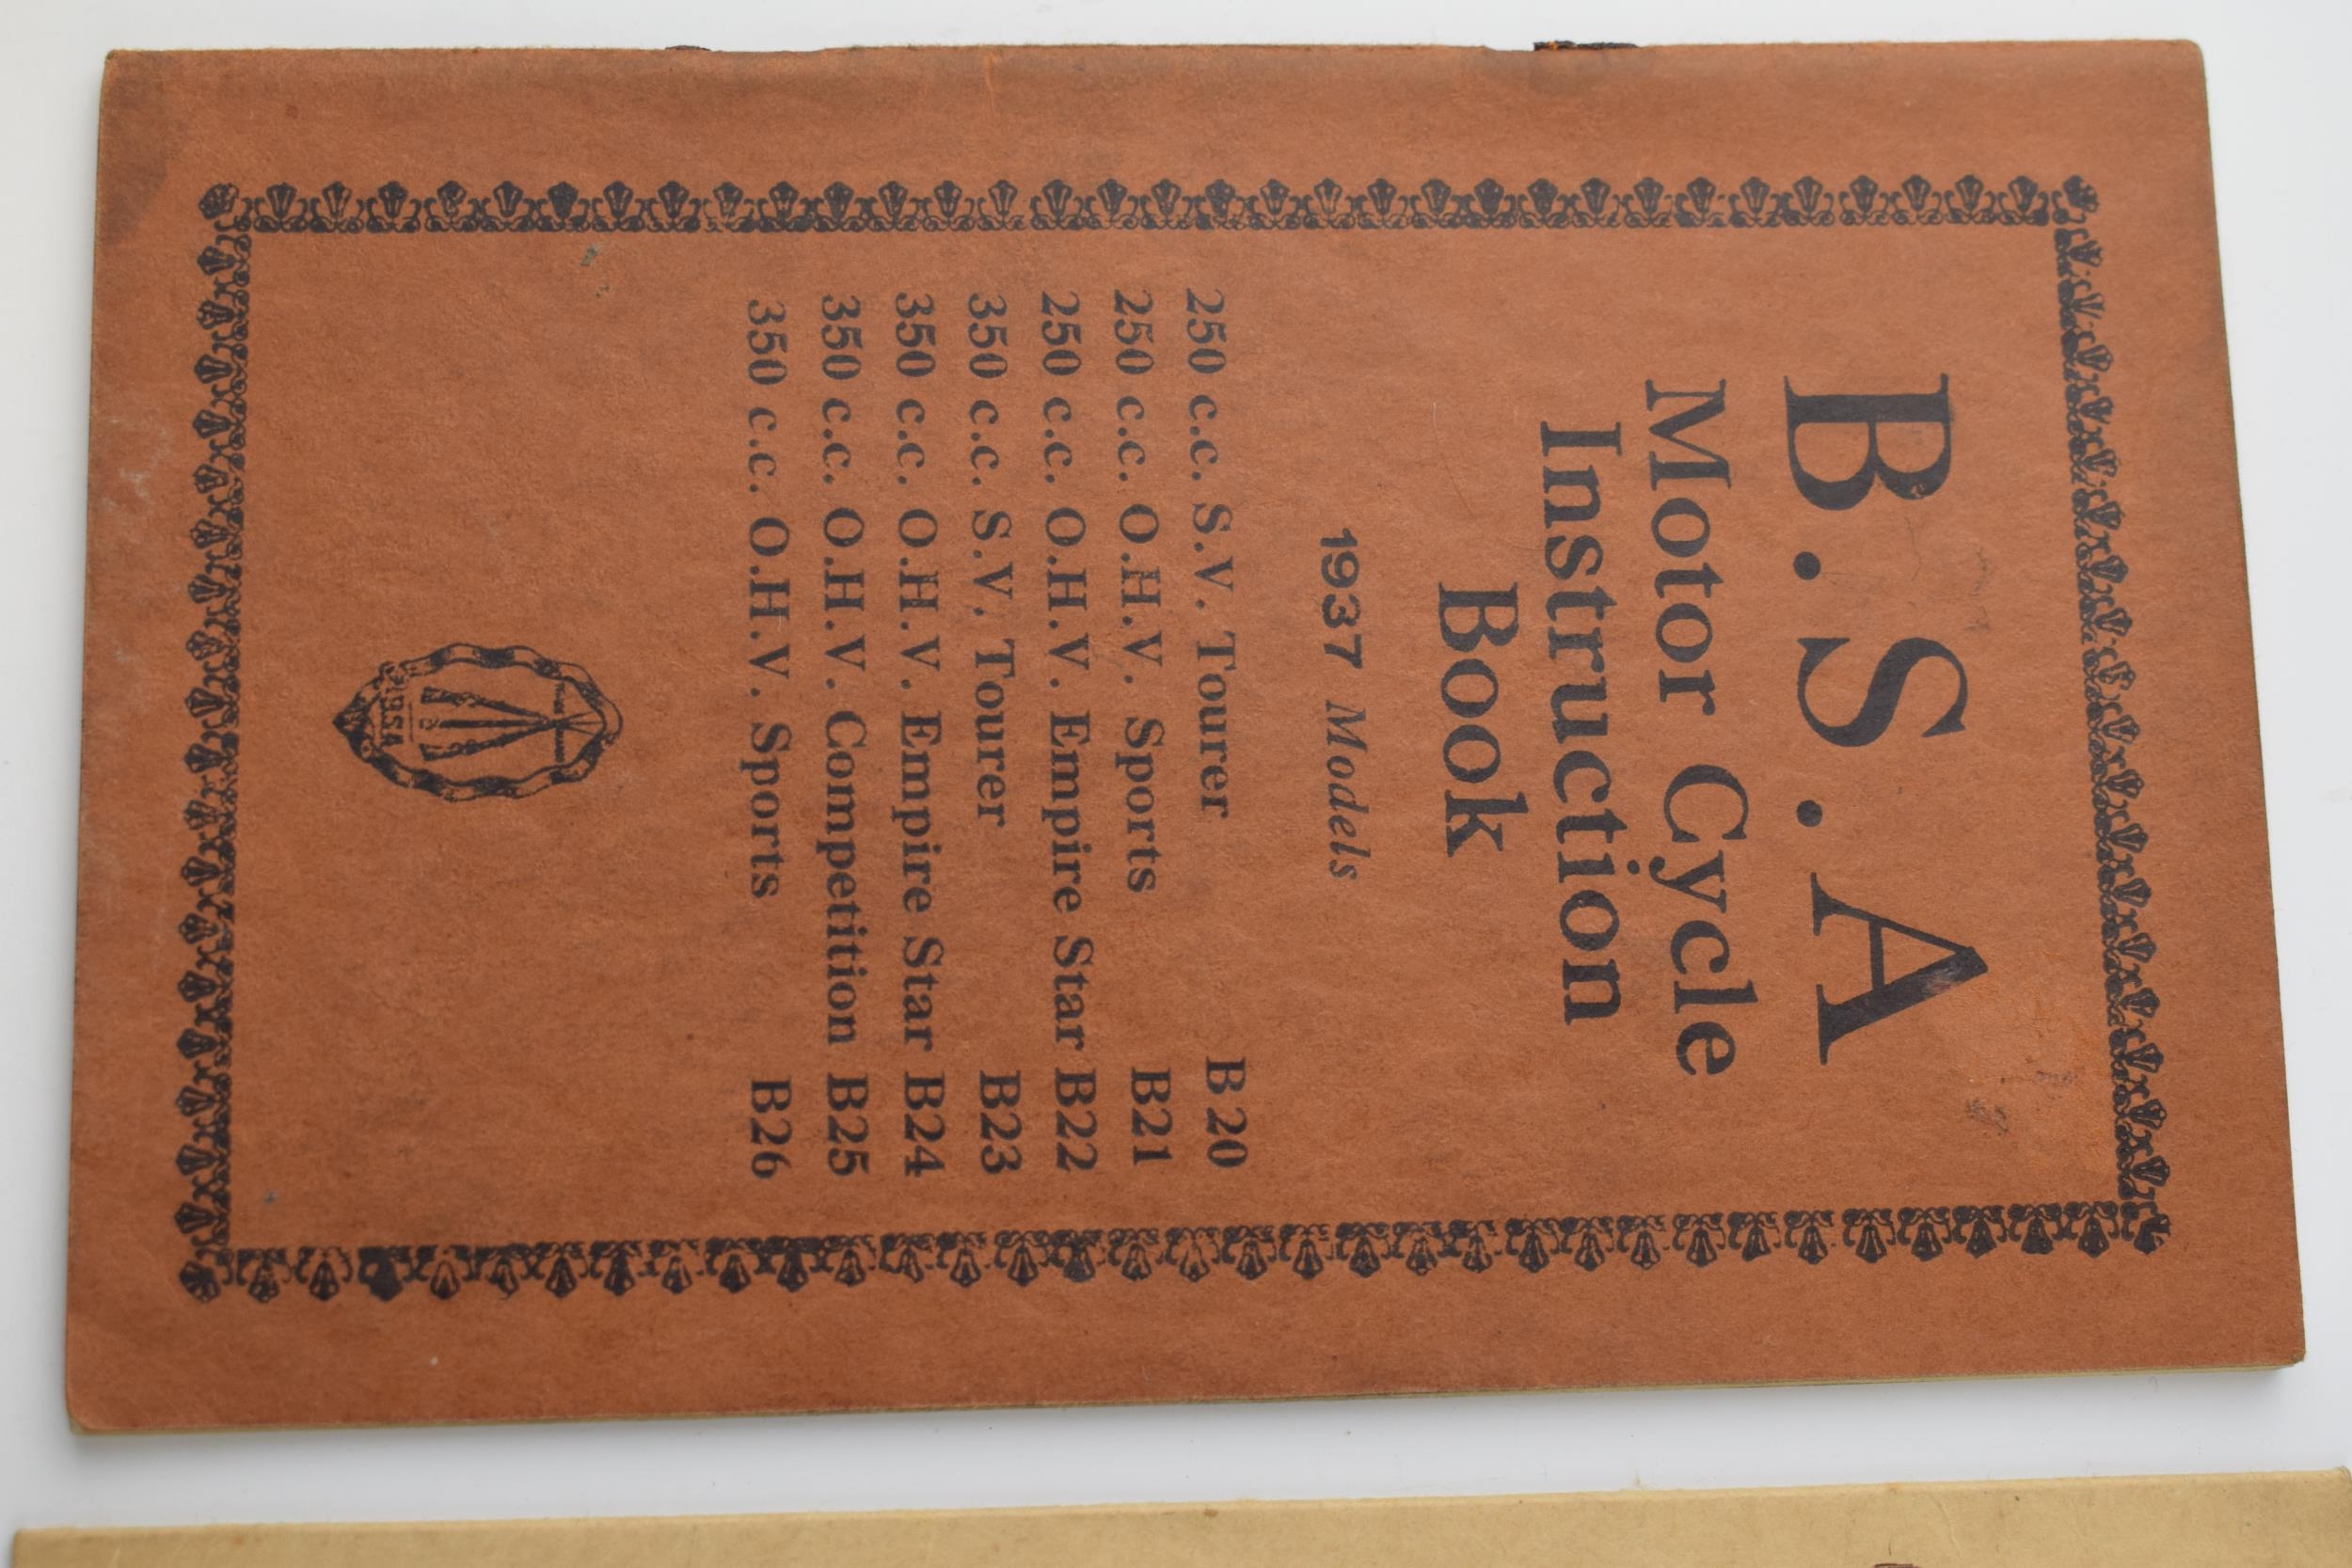 B.S.A
Motor Cycle
Instruction
Book
1937 Models
250 c.c. S.V. Tourer B20
250 c.c. O.H.V. Sports B21
250 c.c. O.H.V. Empire Star B22
350 c.c. S.V. Tourer B23
350 c.c. O.H.V. Empire Star B24
350 c.c. O.H.V. Competition B25
350 c.c. O.H.V. Sports B26